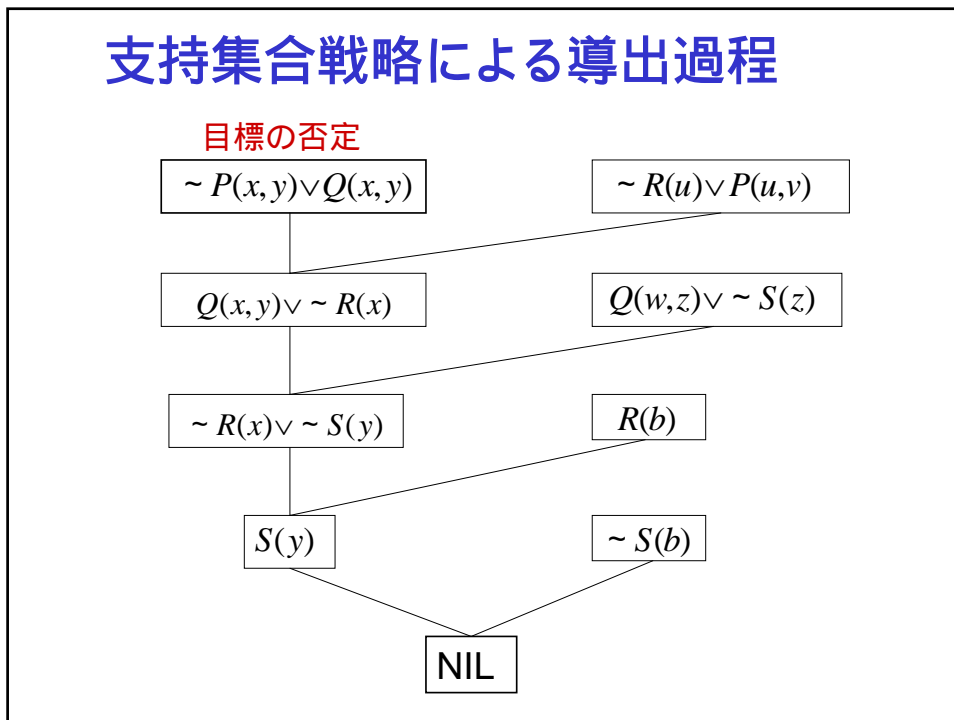 支持集合戦略による導出過程
目標の否定
~ P(x, y)∨Q(x, y)
~ R(u)∨P(u,v)
Q(x, y)∨ ~ R(x)
Q(w,z)∨ ~ S(z)
~ R(x)∨ ~ S(y)
R(b)
S(y)
~ S(b)
NIL